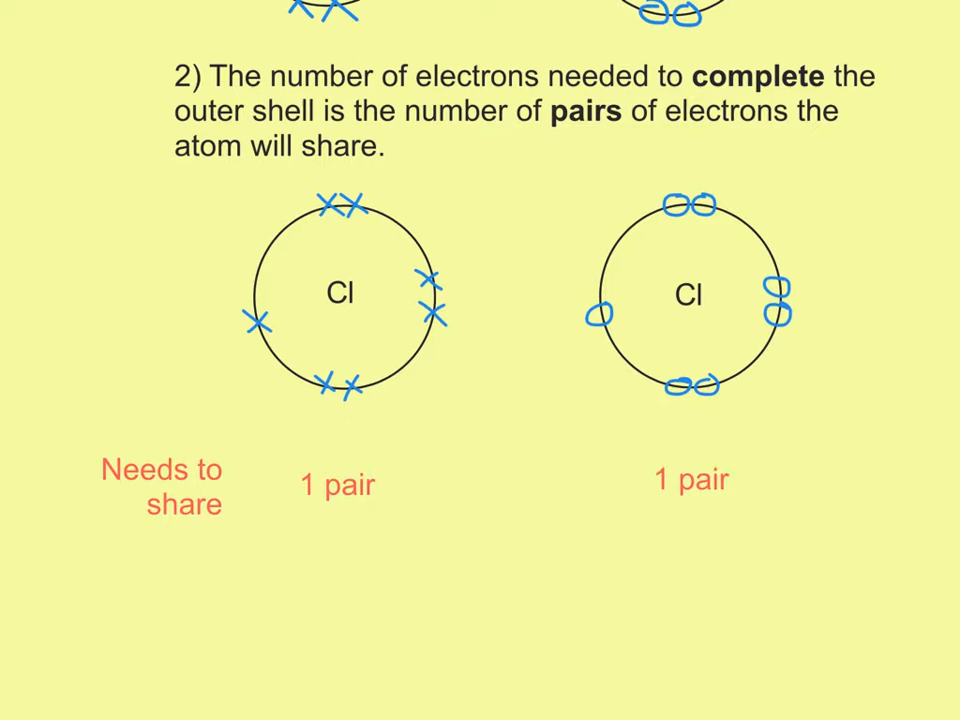 2) The number of electrons needed to complete the
outer shell is the number of pairs of electrons the
atom will share.
Cl
Cl
Needs to
share
1 pair
1 pair